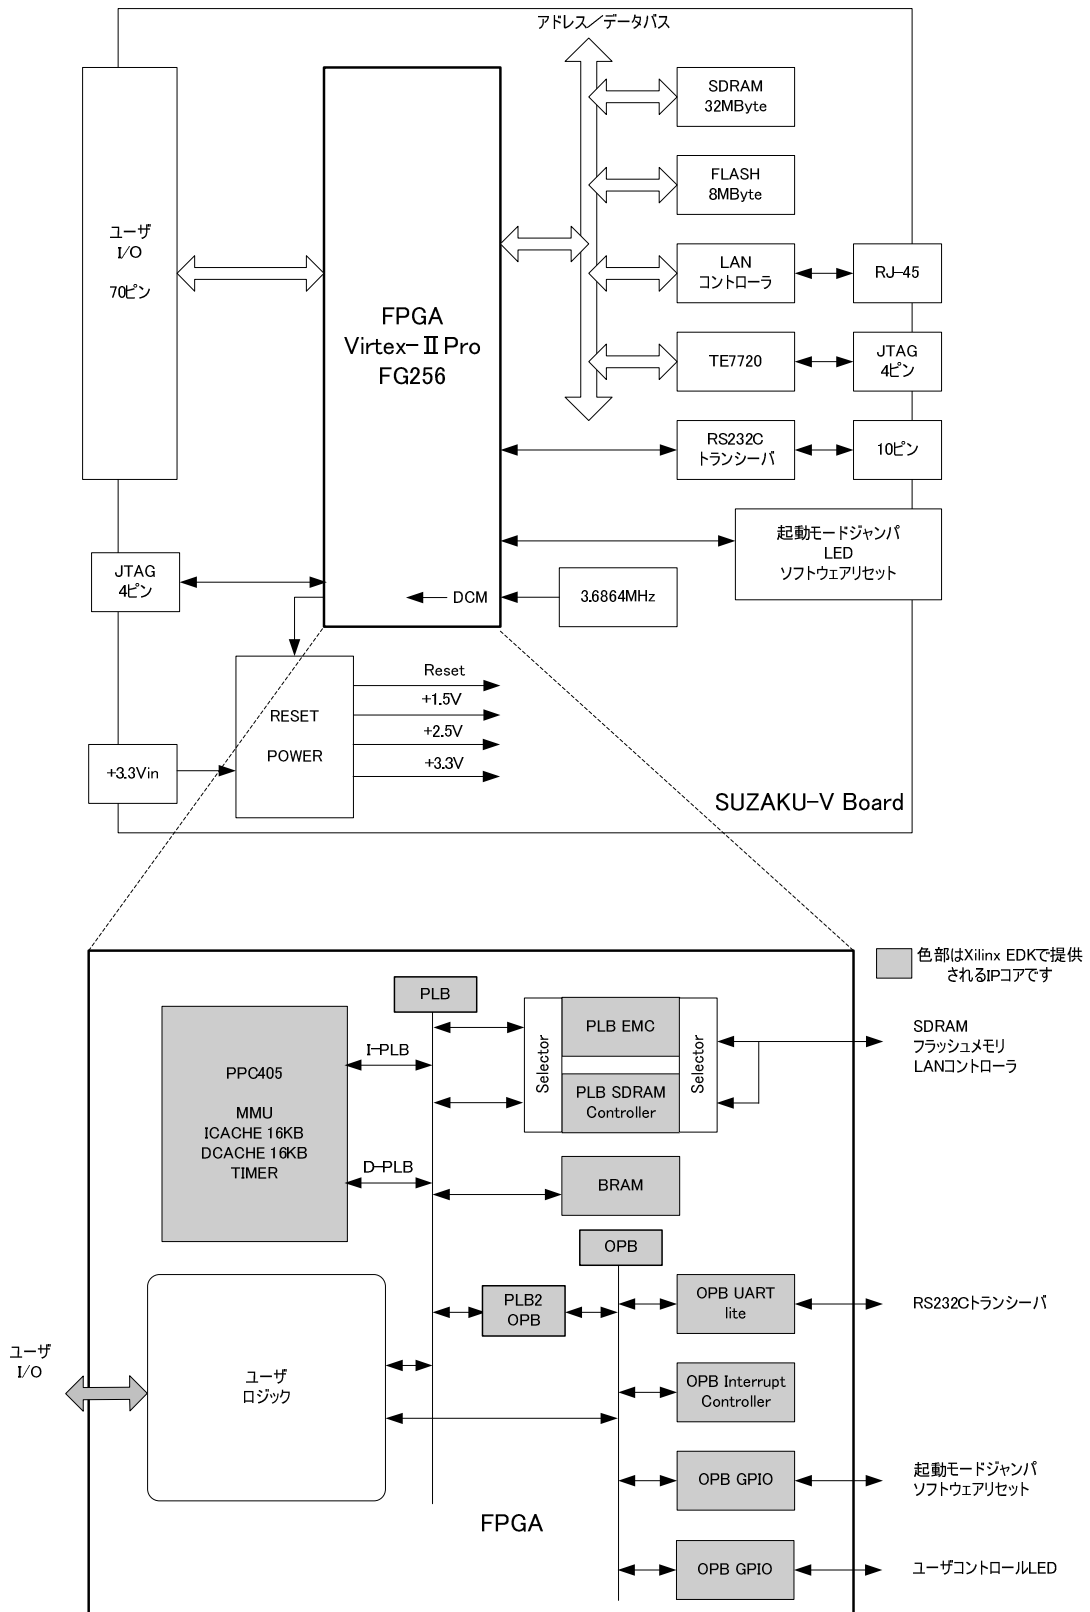 アドレス／データバス
SDRAM
32MByte
FLASH
8MByte
ユーザ
I/O
70ピン
LAN
コントローラ
RJ-45
FPGA
Virtex-ⅡPro
FG256
TE7720
JTAG
4ピン
RS232C
トランシーバ
10ピン
起動モードジャンパ
LED
ソフトウェアリセット
JTAG
4ピン
DCM
3.6864MHz
RESET
POWER
Reset
+1.5V
+2.5V
+3.3V
+3.3Vin
SUZAKU-V Board
色部はXilinx EDKで提供
されるIPコアです
PLB
PPC405
MMU
ICACHE 16KB
DCACHE 16KB
TIMER
I-PLB
D-PLB
Selector
PLB EMC
PLB SDRAM
Controller
Selector
SDRAM
フラッシュメモリ
LANコントローラ
BRAM
OPB
PLB2
OPB
OPB UART
lite
RS232Cトランシーバ
ユーザ
I/O
ユーザ
ロジック
OPB Interrupt
Controller
OPB GPIO
起動モードジャンパ
ソフトウェアリセット
FPGA
OPB GPIO
ユーザコントロールLED